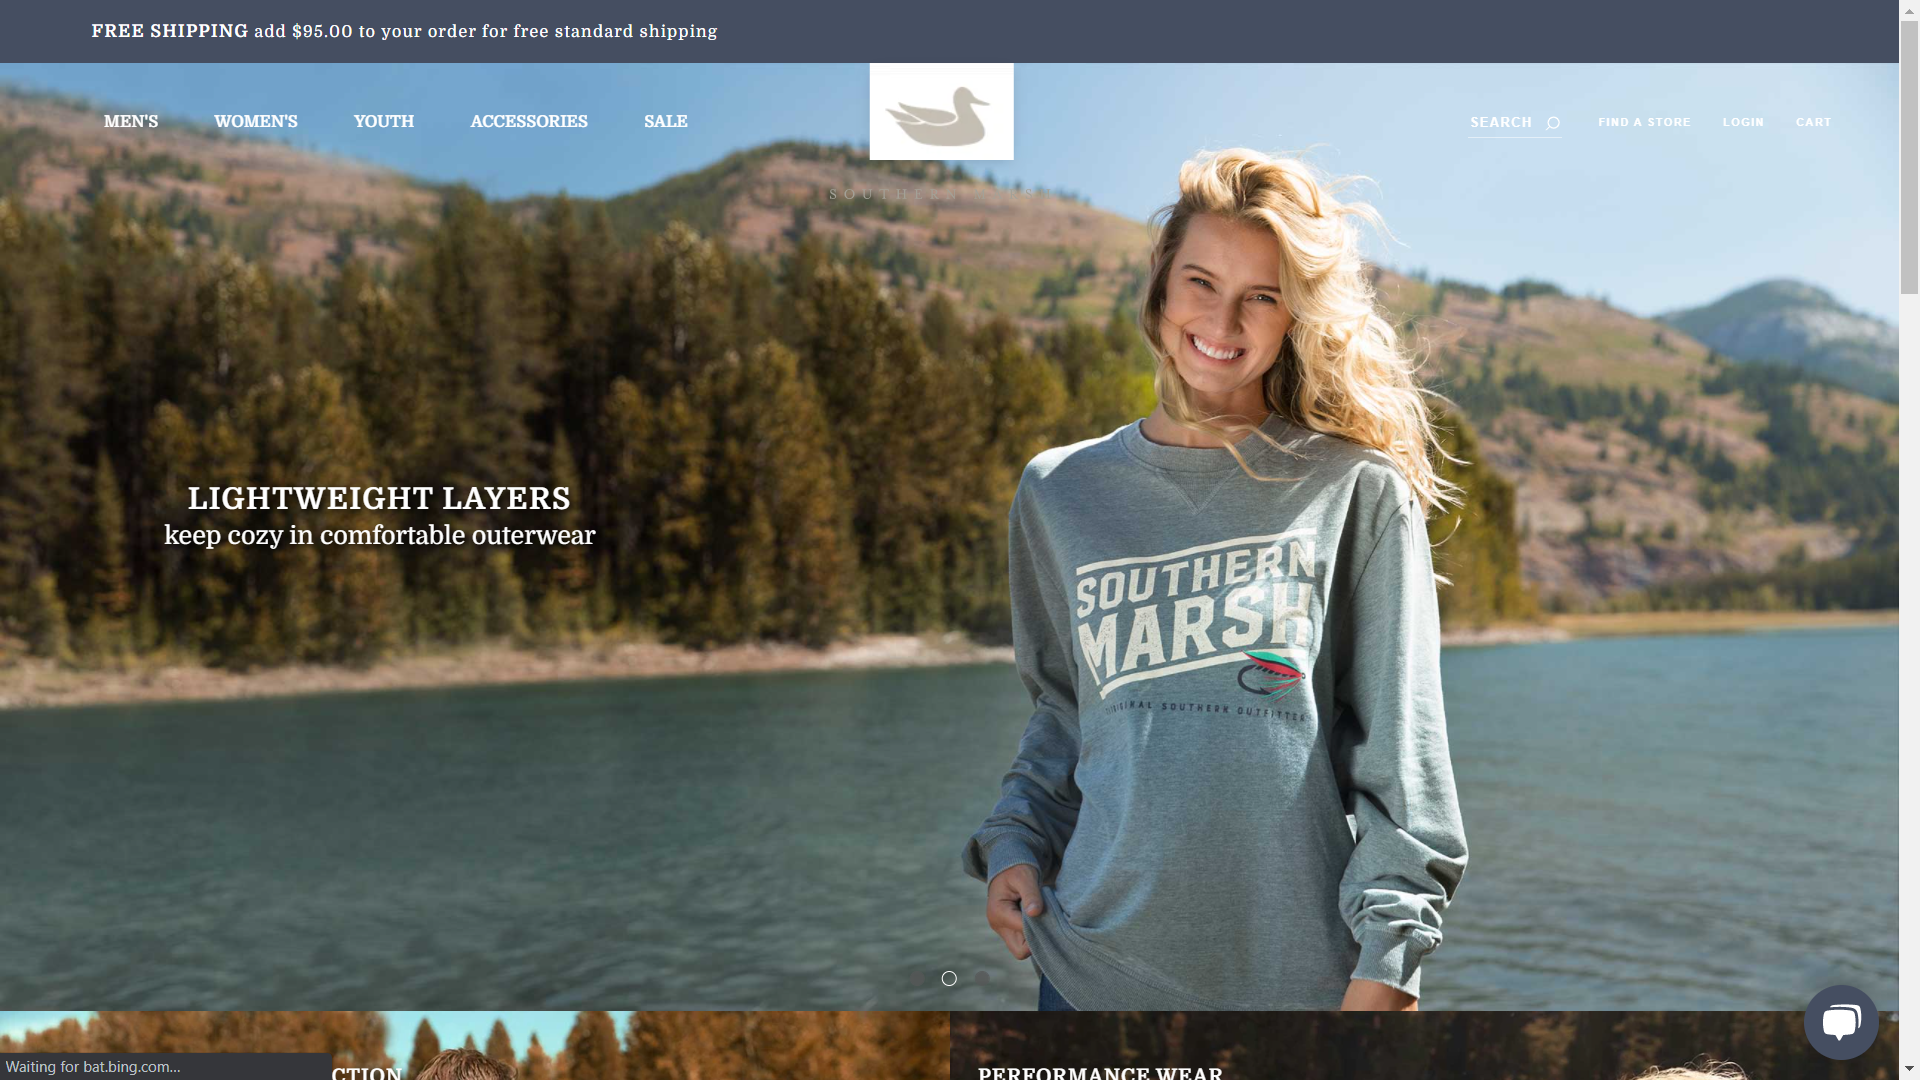 FREE SHIPPING add $95.00 to your order for free standard shipping
MEN'S WOMEN'S YOUTH ACCESSORIES SALE
SEARCH FIND A STORE LOGIN CART
SOUTHERN
LIGHTWEIGHT LAYERS
keep cozy in comfortable outerwear
SOUTHERN
MARSH
ORIGINAL SOUTHERN OUTFITTER
CTION
PERFORMANCE WEAR
Waiting for bat.bing.com...